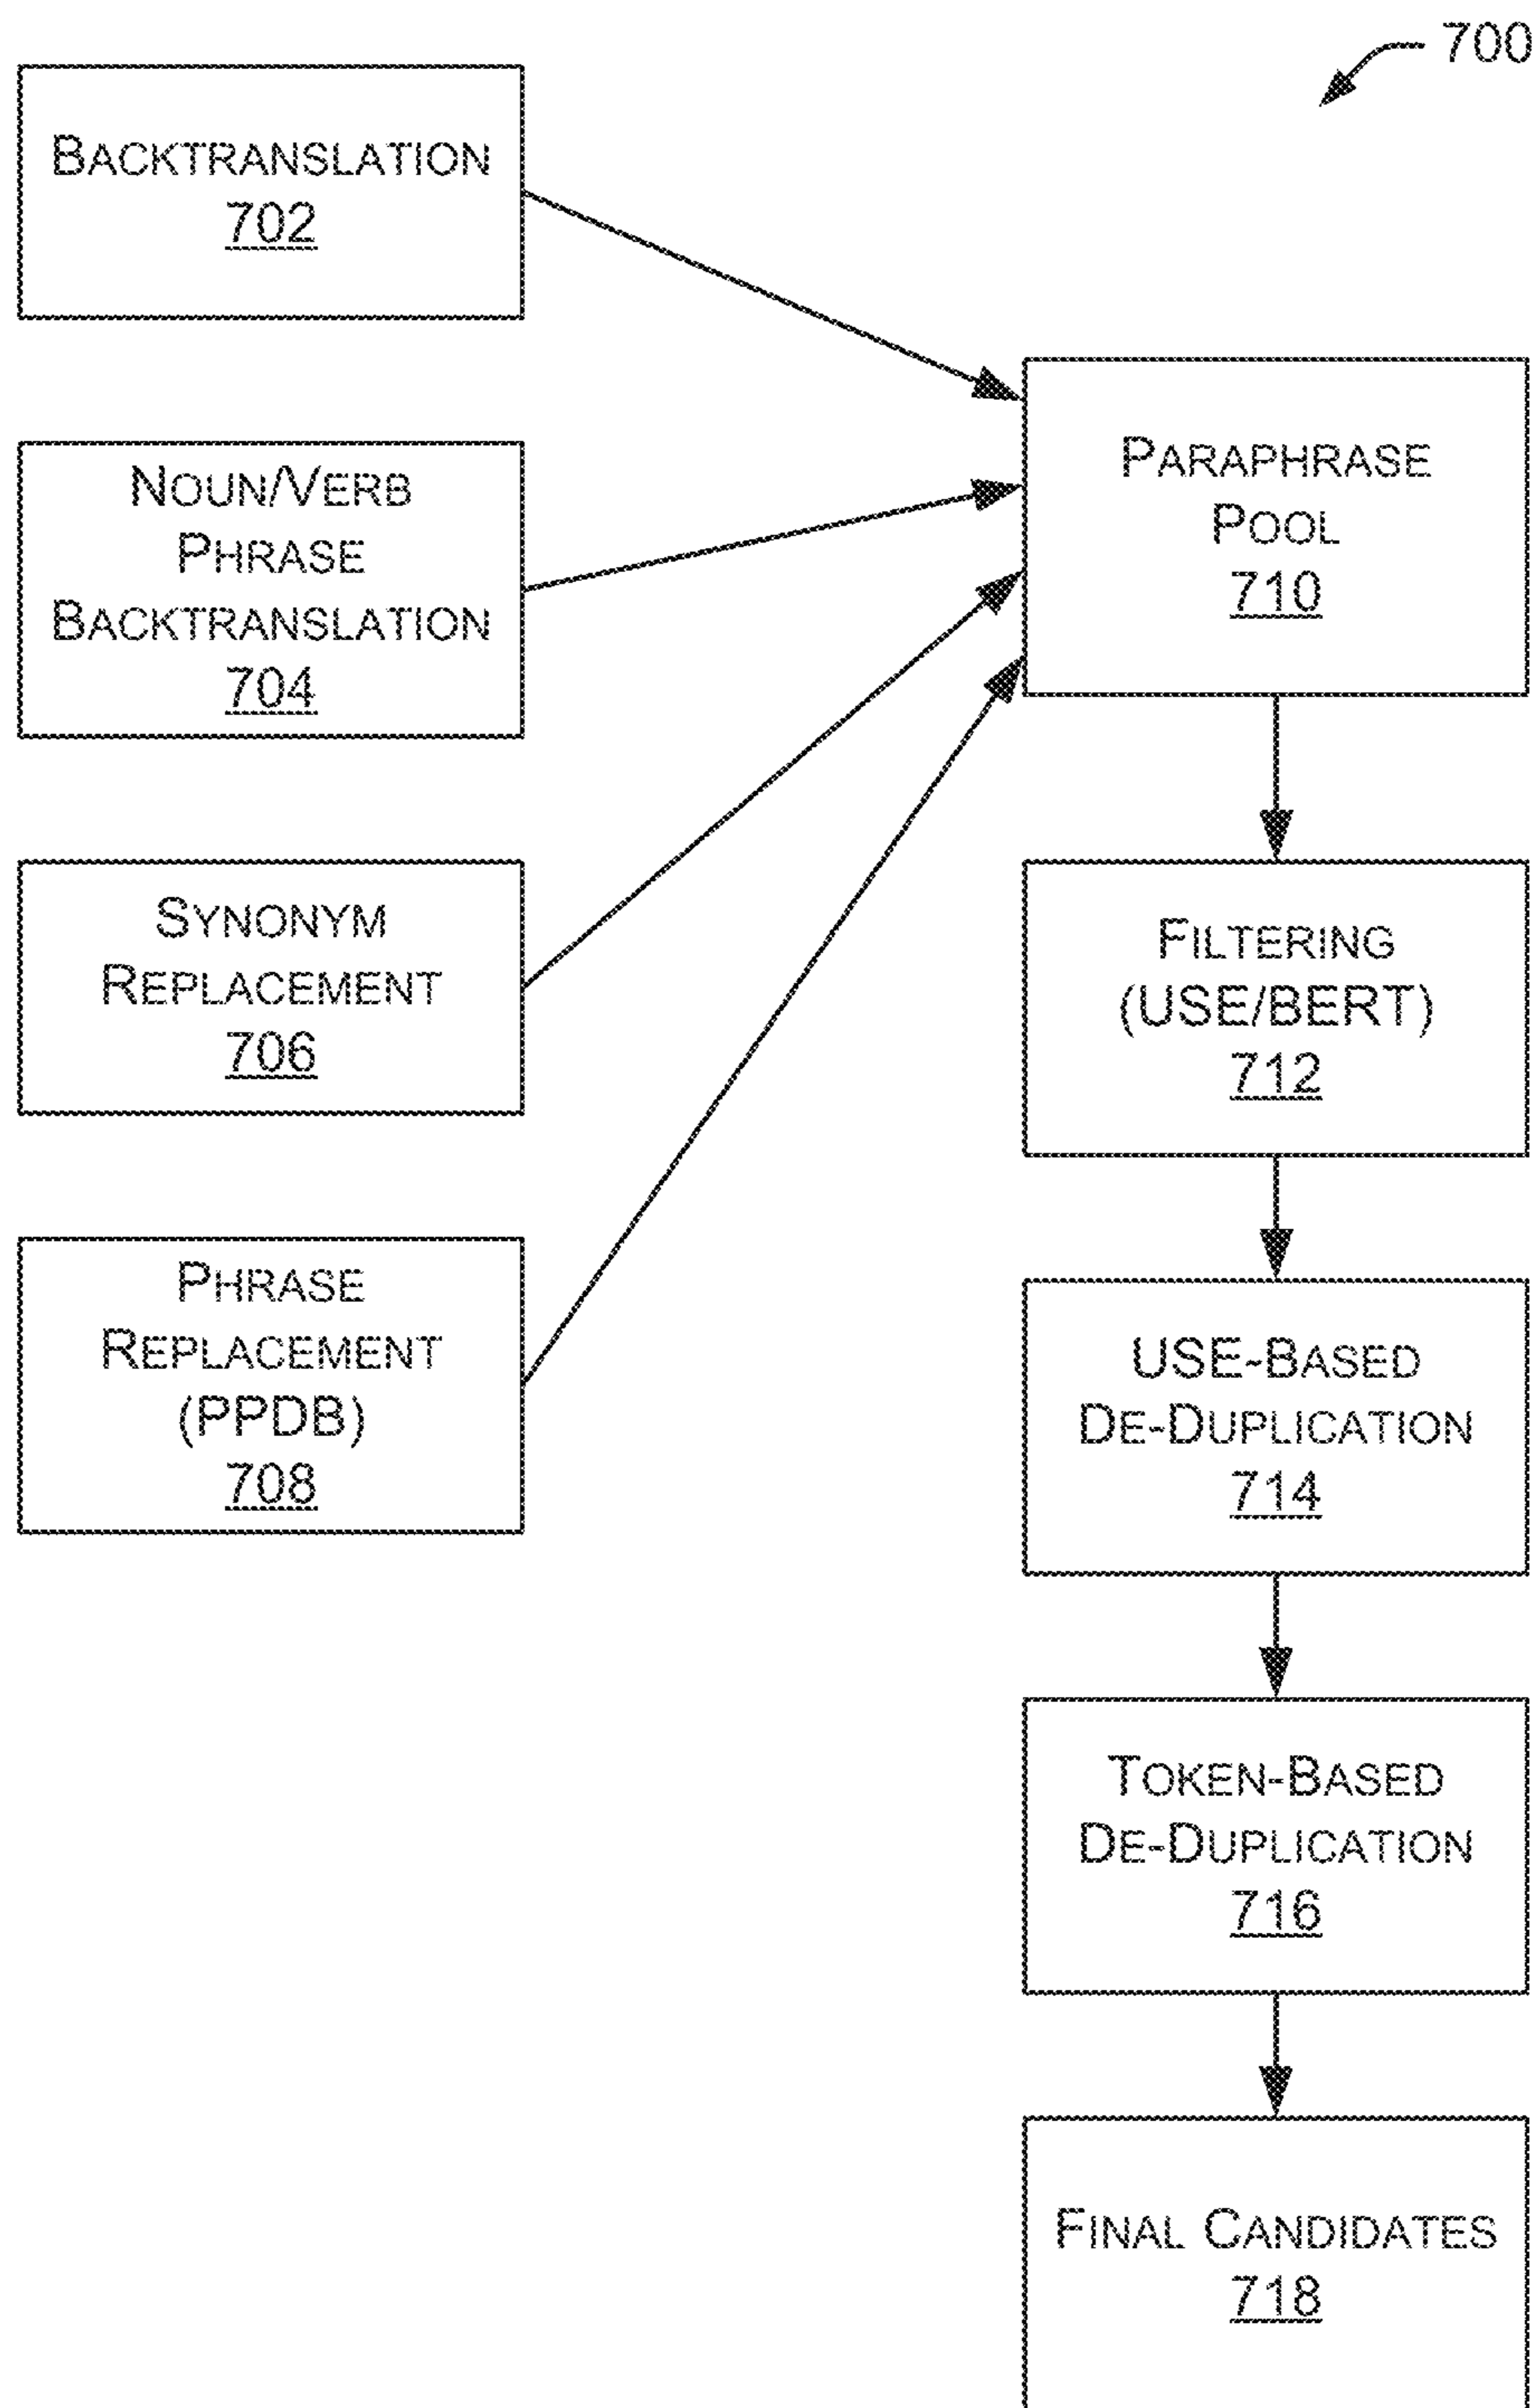 700
BACKTRANSLATION
702
NOUN/VERB
PHRASE
BACKTRANSLATION
704
SYNONYM
REPLACEMENT
706
PHRASE
REPLACEMENT
(PPDB)
708
PARAPHRASE
POOL
710
FILTERING
(USE/BERT)
712
USE-BASED
DE-DUPLICATION
714
TOKEN-BASED
DE-DUPLICATION
716
FINAL CANDIDATES
718